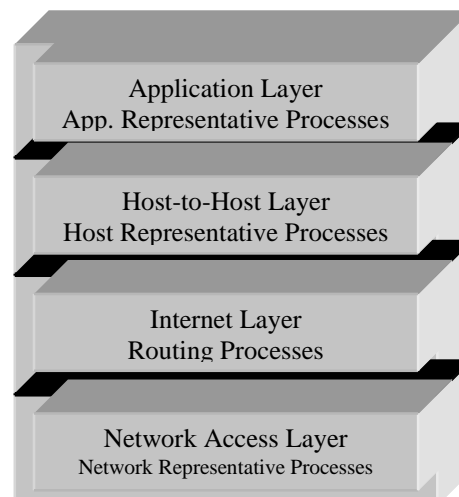 Application Layer
App. Representative Processes
Host-to-Host Layer
Host Representative Processes
Internet Layer
Routing Processes
Network Access Layer
Network Representative Processes